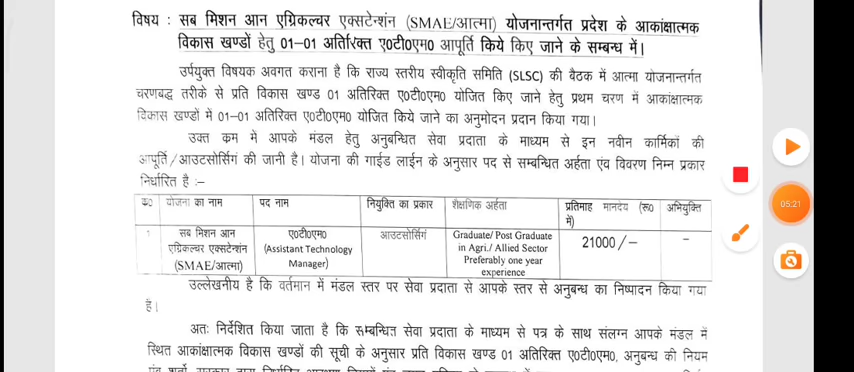 विषय : सब मिशन आन एग्रिकल्चर एक्सटेन्शंन (SMAE/आत्मा) योजनान्तर्गत प्रदेश के आकांक्षात्मक
विकास खण्डों हेतु 01–01 अतिरिक्त ए0टी0एम0 आपूर्ति किये किए जाने के सम्बन्ध में।
उर्पयुक्त विषयक अवगत कराना है कि राज्य स्तरीय स्वीकृति समिति (SLSC) की बैठक में आत्मा योजनान्तर्गत
चरणबद्ध तरीके से प्रति विकास खण्ड 01 अतिरिक्त ए0टी0एम0 योजित किए जाने हेतु प्रथम चरण में आकांक्षात्मक
विकास खण्डों में 01–01 अतिरिक्त ए0टी0एम0 योजित किये जाने का अनुमोदन प्रदान किया गया।
उक्त क्रम में आपके मंडल हेतु अनुबन्धित सेवा प्रदाता के माध्यम से इन नवीन कार्मिकों की
आपूर्ति/आउटसोर्सिंग की जानी है। योजना की गाईड लाईन के अनुसार पद से सम्बन्धित अर्हता एंव विवरण निम्न प्रकार
निर्धारित है :–
क0 योजना का नाम पद नाम नियुक्ति का प्रकार शैक्षणिक अर्हता प्रतिमाह मानदेय (रू0 में) अभियुक्ति
1 सब मिशन आन ए0टी0एम0 आउटसोर्सिंग Graduate/ Post Graduate 21000/– –
एग्रिकल्चर एक्सटेन्शंन (Assistant Technology in Agri./ Allied Sector
(SMAE/आत्मा) Manager) Preferably one year
experience
उल्लेखनीय है कि वर्तमान में मंडल स्तर पर सेवा प्रदाता से आपके स्तर से अनुबन्ध का निष्पादन किया गया
है।
अतः निर्देशित किया जाता है कि सम्बन्धित सेवा प्रदाता के माध्यम से पत्र के साथ संलग्न आपके मंडल में
स्थित आकांक्षात्मक विकास खण्डों की सूची के अनुसार प्रति विकास खण्ड 01 अतिरिक्त ए0टी0एम0, अनुबन्ध की नियम
05:21